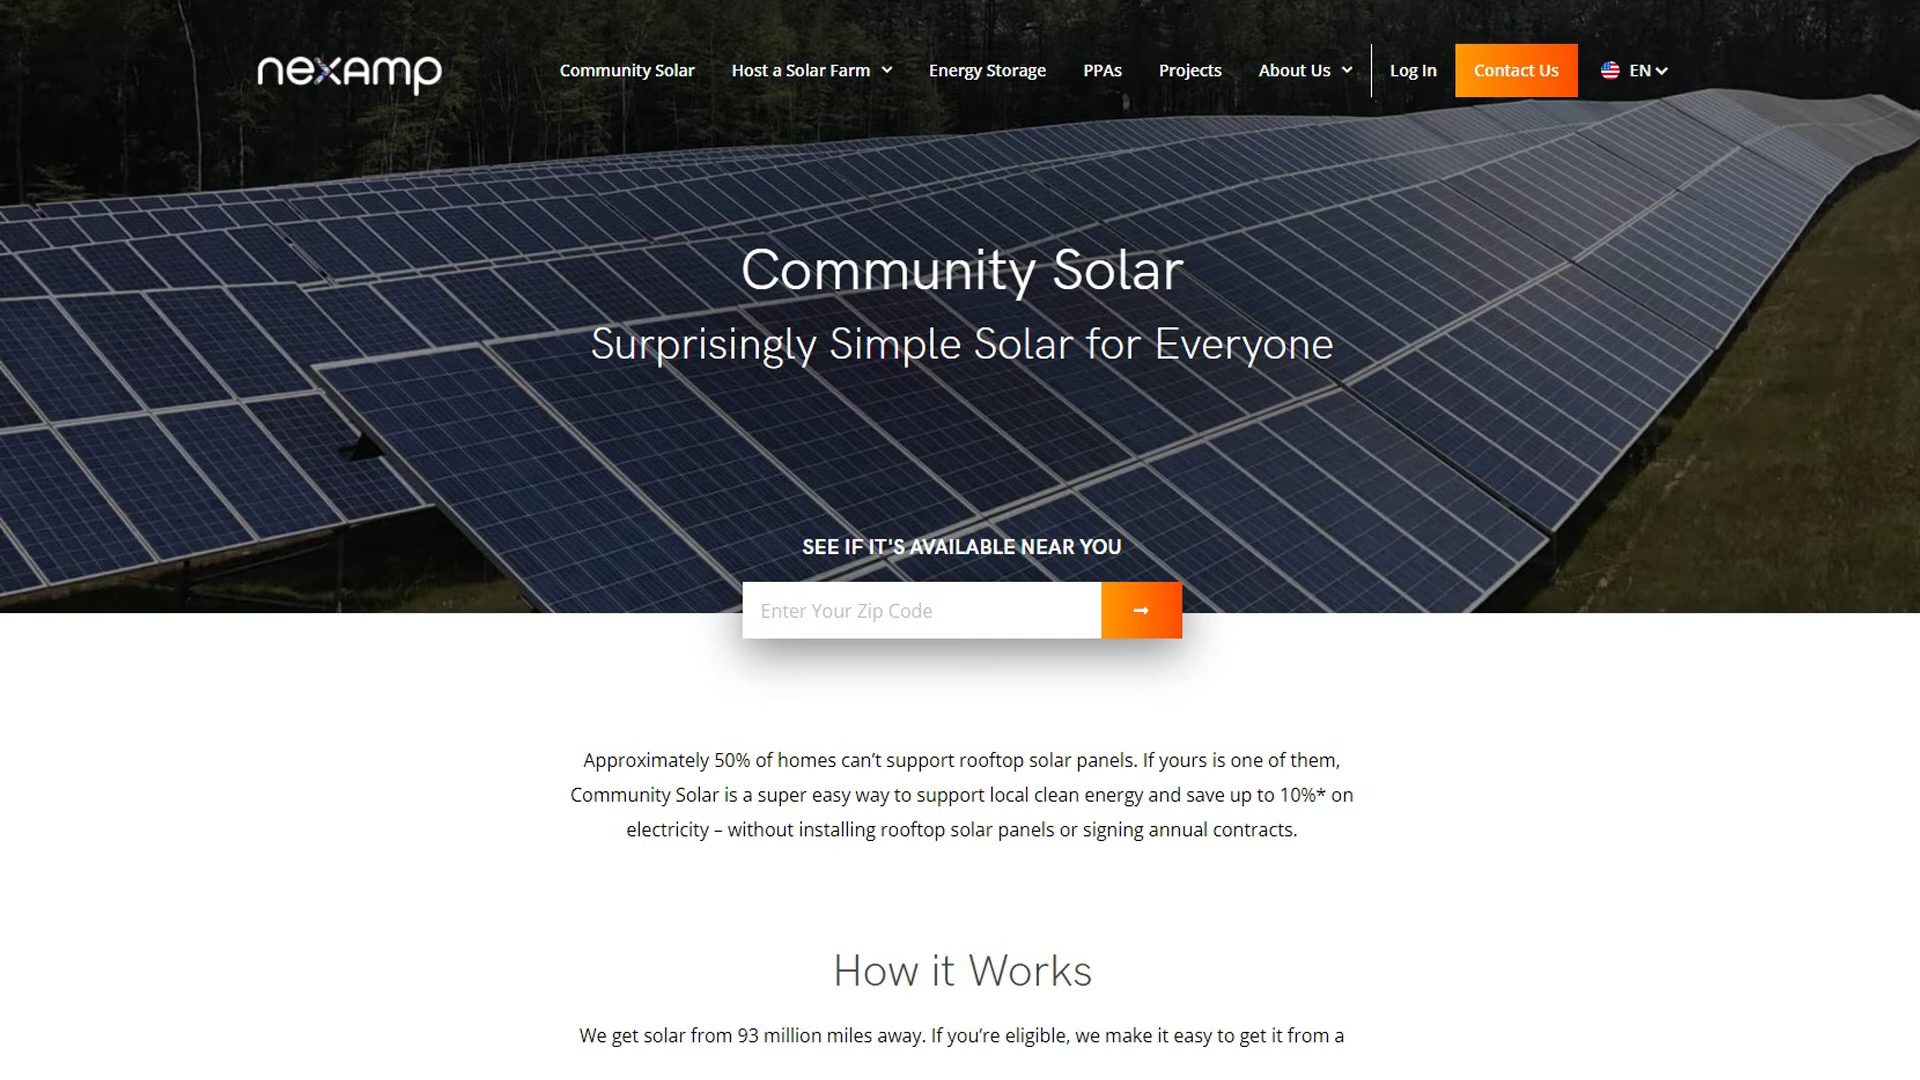 nexamp
Community Solar
Host a Solar Farm
Energy Storage
PPAs
Projects
About Us
Log In
Contact Us
EN
Community Solar
Surprisingly Simple Solar for Everyone
SEE IF IT'S AVAILABLE NEAR YOU
Enter Your Zip Code
Approximately 50% of homes can’t support rooftop solar panels. If yours is one of them,
Community Solar is a super easy way to support local clean energy and save up to 10%* on
electricity – without installing rooftop solar panels or signing annual contracts.
How it Works
We get solar from 93 million miles away. If you’re eligible, we make it easy to get it from a